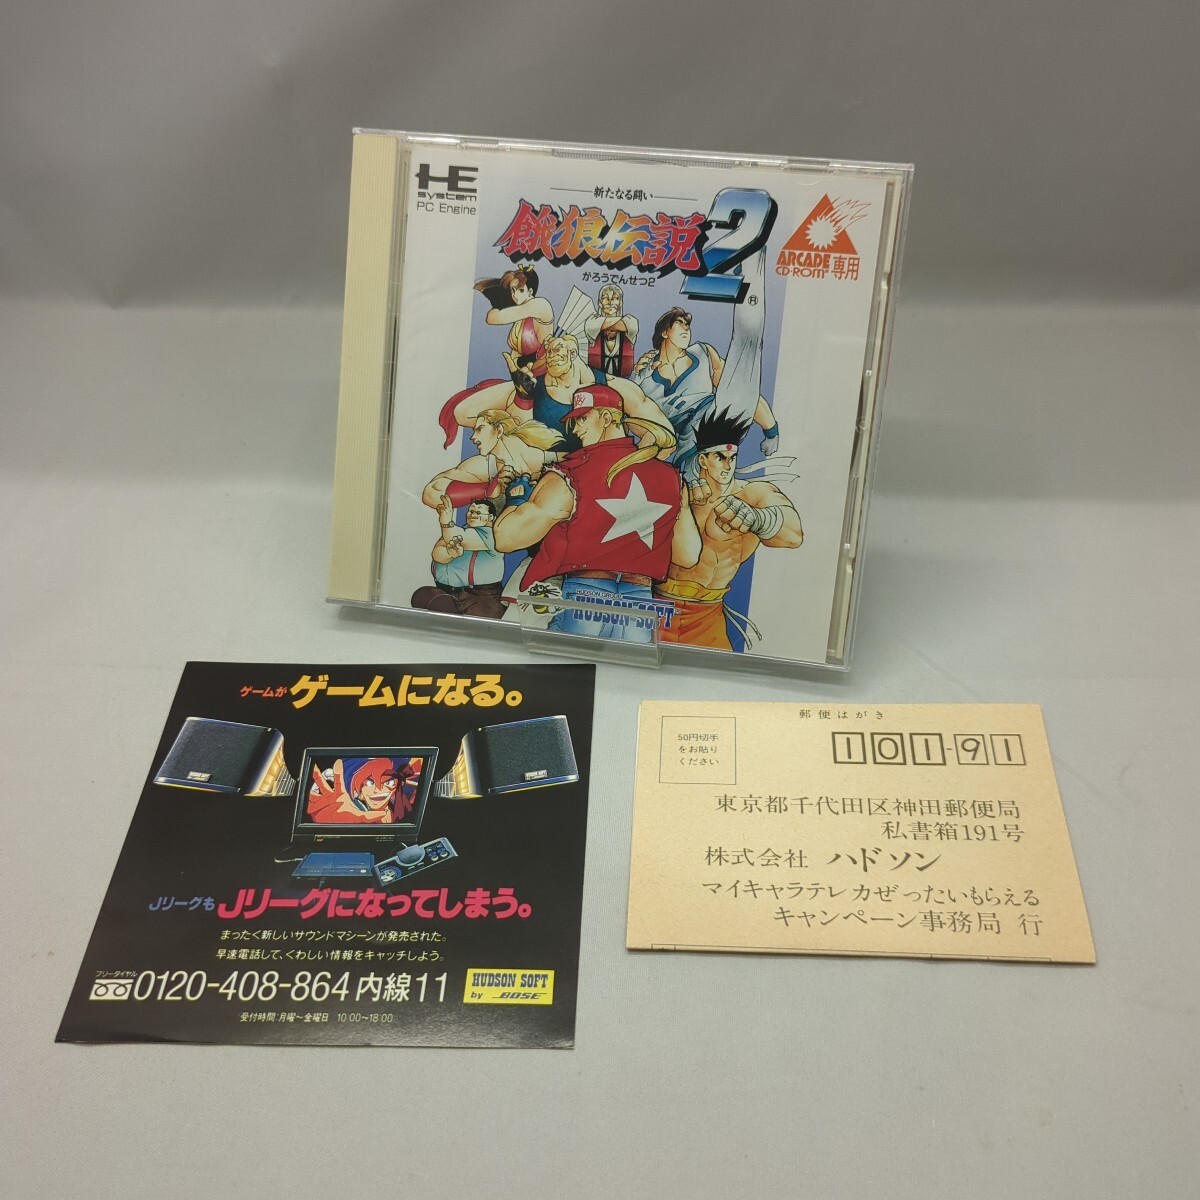 HE
system
PC Engine
新たなる闘い
餓狼伝説2
がろうでんせつ2
ARCADE
CD-ROM² 専用
HUDSON GROUP
HUDSON SOFT
ゲームが ゲームになる。
JリーグもJリーグになってしまう。
まったく新しいサウンドマシーンが発売された。
早速電話して、くわしい情報をキャッチしよう。
フリーダイヤル
0120-408-864 内線11
受付時間:月曜〜金曜日 10:00〜18:00
HUDSON SOFT
by BOSE
郵便はがき
50円切手
をお貼り
ください
101-91
東京都千代田区神田郵便局
私書箱191号
株式会社 ハドソン
マイキャラテレカぜったいもらえる
キャンペーン事務局 行